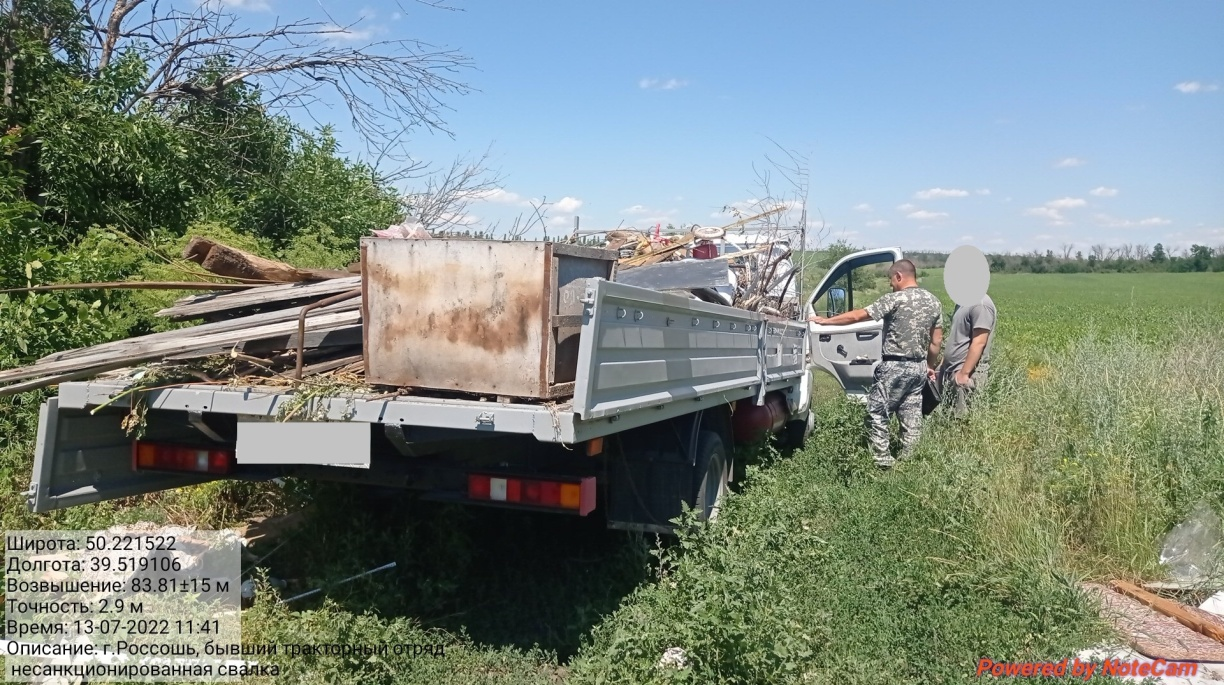 Широта: 50.221522
Долгота: 39.519106
Возвышение: 83.81±15 м
Точность: 2.9 м
Время: 13-07-2022 11:41
Описание: г.Россошь, бывший тракторный отряд
несанкционированная свалка
Powered by NoteCam